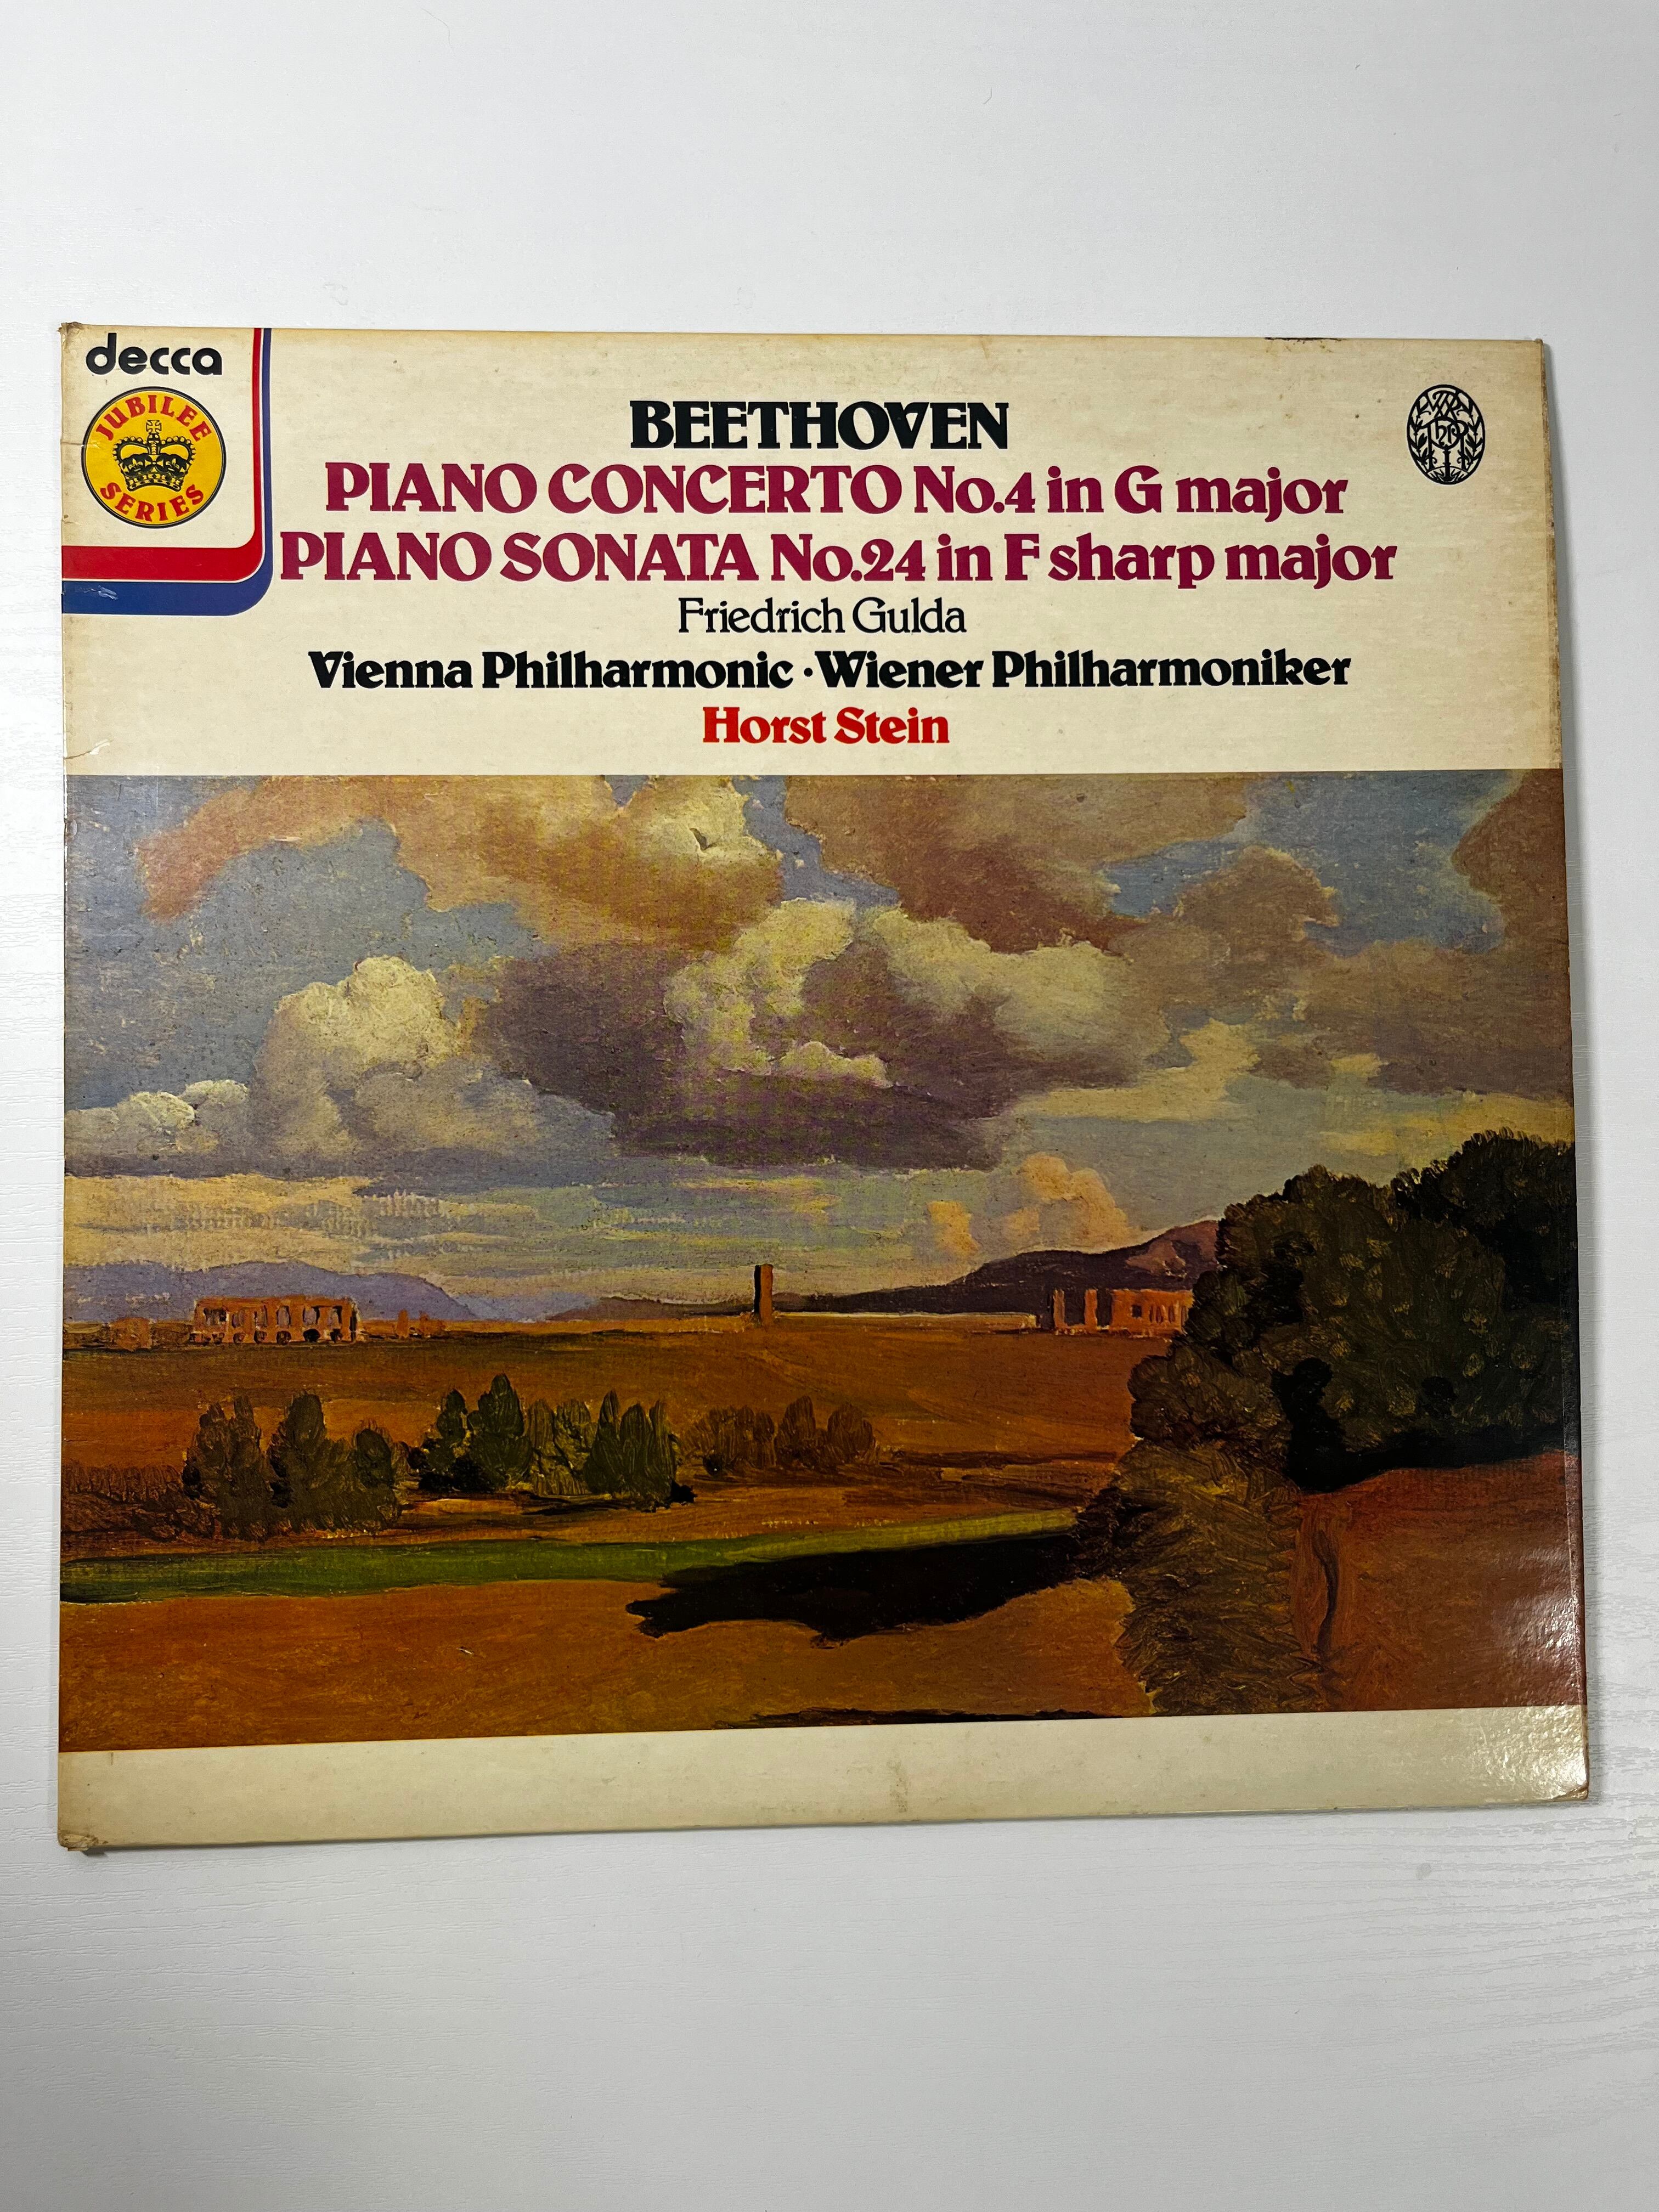 decca
JUBILEE
SERIES
BEETHOVEN
PIANO CONCERTO No.4 in G major
PIANO SONATA No.24 in F sharp major
Friedrich Gulda
Vienna Philharmonic · Wiener Philharmoniker
Horst Stein